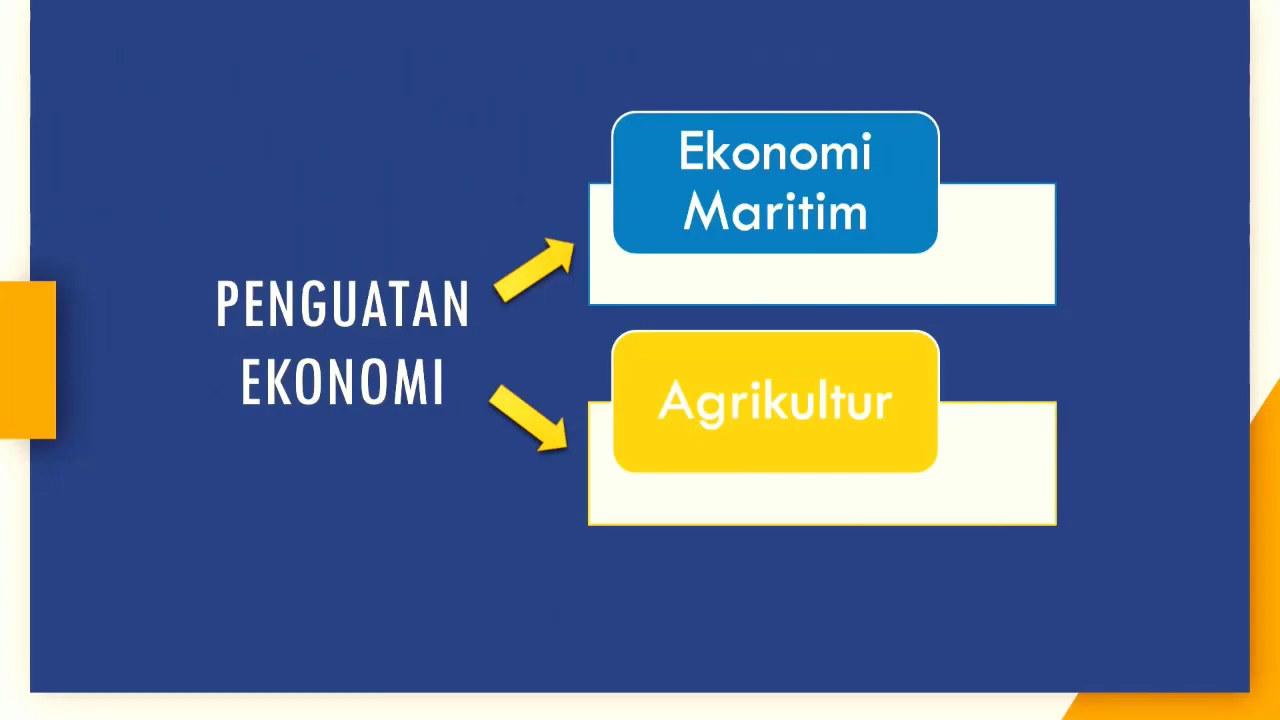 PENGUATAN
EKONOMI
Ekonomi
Maritim
Agrikultur